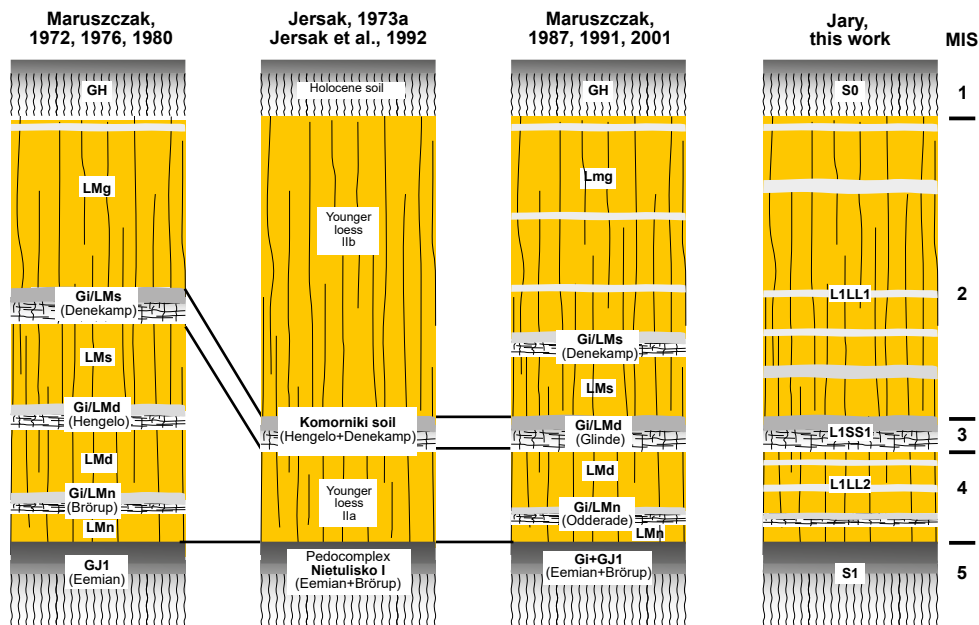 Maruszczak,
1972, 1976, 1980
GH
LMg
Gi/LMs
(Denekamp)
LMs
Gi/LMd
(Hengelo)
LMd
Gi/LMn
(Brörup)
LMn
GJ1
(Eemian)
Jersak, 1973a
Jersak et al., 1992
Holocene soil
Younger
loess
IIb
Komorniki soil
(Hengelo+Denekamp)
Younger
loess
IIa
Pedocomplex
Nietulisko I
(Eemian+Brörup)
Maruszczak,
1987, 1991, 2001
GH
Lmg
Gi/LMs
(Denekamp)
LMs
Gi/LMd
(Glinde)
LMd
Gi/LMn
(Odderade)
LMn
Gi+GJ1
(Eemian+Brörup)
Jary,
this work
S0
L1LL1
L1SS1
L1LL2
S1
MIS
1
2
3
4
5